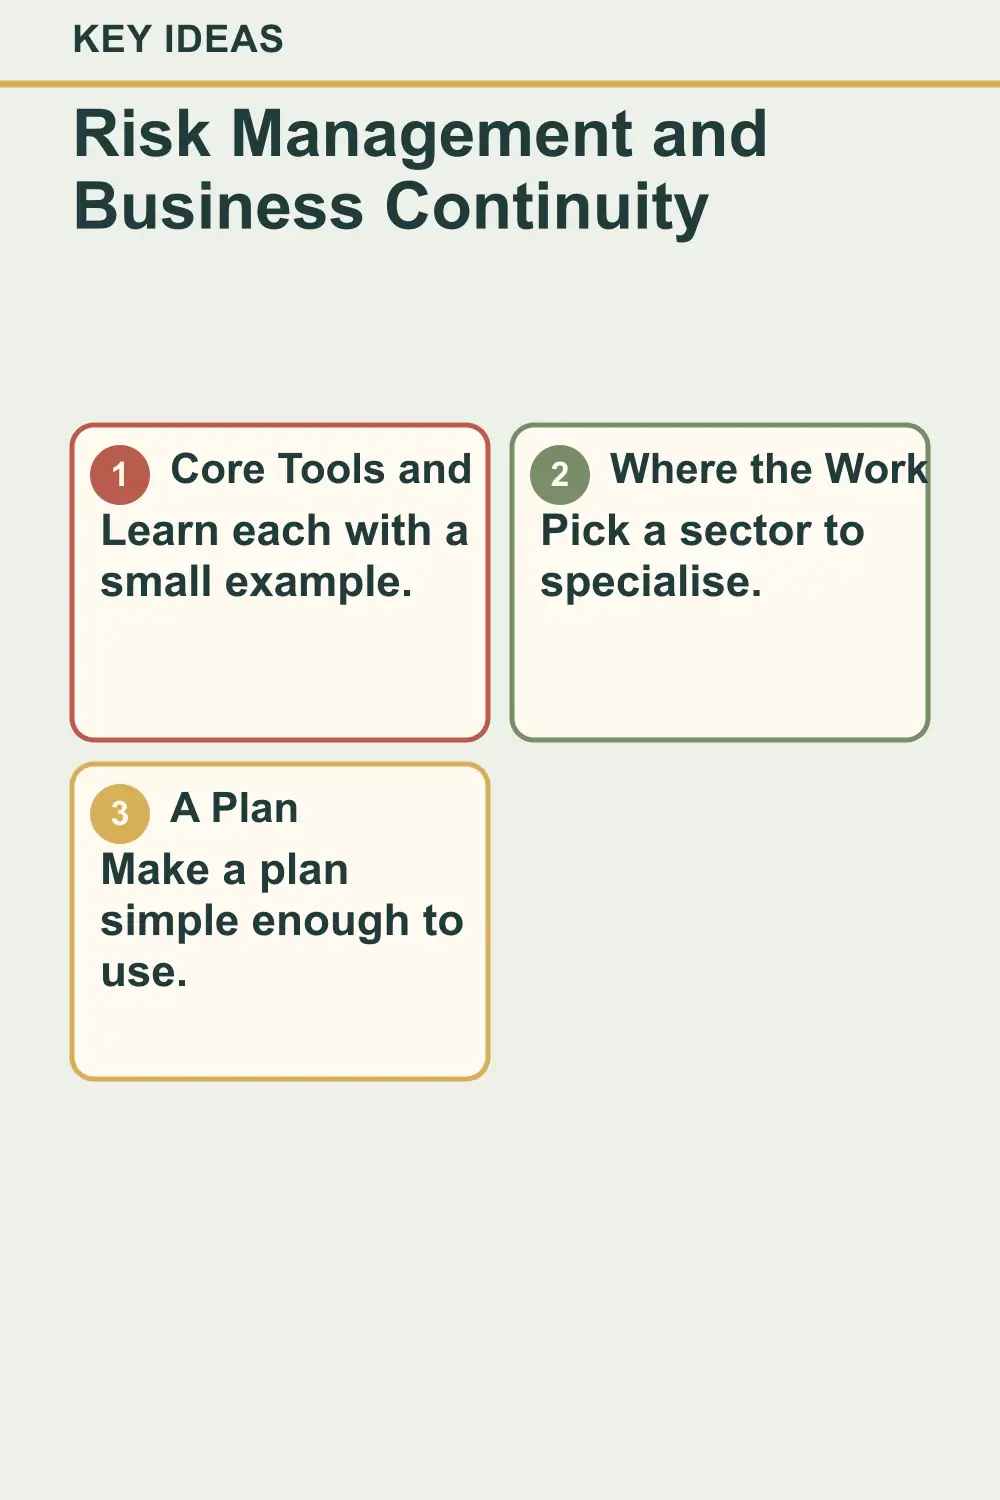 KEY IDEAS
Risk Management and
Business Continuity
1 Core Tools and
Learn each with a
small example.
2 Where the Work
Pick a sector to
specialise.
3 A Plan
Make a plan
simple enough to
use.